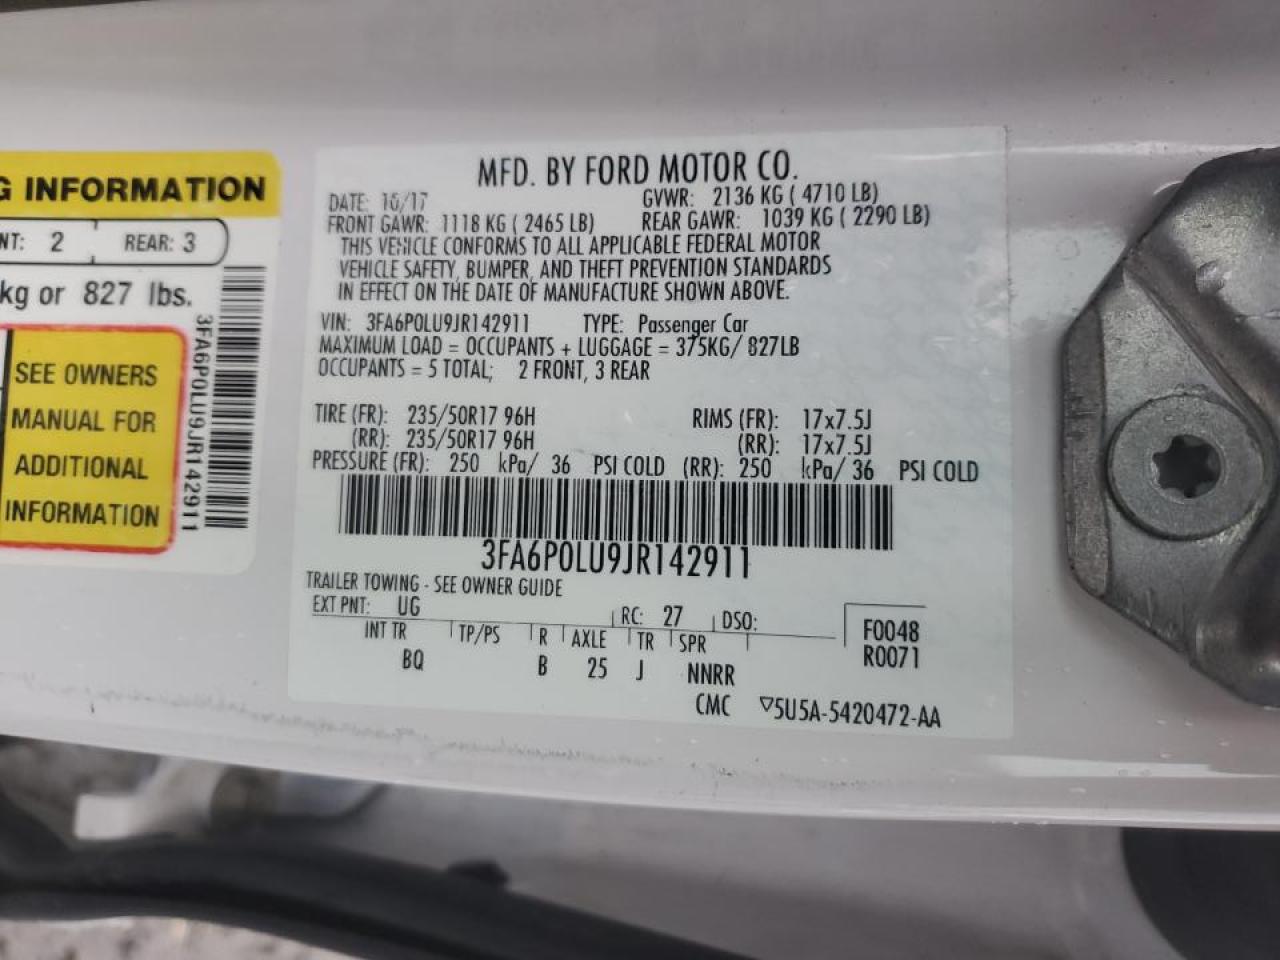 G INFORMATION
NT: 2 REAR: 3
kg or 827 lbs.
SEE OWNERS
MANUAL FOR
ADDITIONAL
INFORMATION
3FA6P0LU9JR142911
MFD. BY FORD MOTOR CO.
DATE: 10/17 GVWR: 2136 KG ( 4710 LB)
FRONT GAWR: 1118 KG ( 2465 LB) REAR GAWR: 1039 KG ( 2290 LB)
THIS VEHICLE CONFORMS TO ALL APPLICABLE FEDERAL MOTOR
VEHICLE SAFETY, BUMPER, AND THEFT PREVENTION STANDARDS
IN EFFECT ON THE DATE OF MANUFACTURE SHOWN ABOVE.
VIN: 3FA6P0LU9JR142911 TYPE: Passenger Car
MAXIMUM LOAD = OCCUPANTS + LUGGAGE = 375KG/ 827LB
OCCUPANTS = 5 TOTAL; 2 FRONT, 3 REAR
TIRE (FR): 235/50R17 96H RIMS (FR): 17x7.5J
(RR): 235/50R17 96H (RR): 17x7.5J
PRESSURE (FR): 250 kPa/ 36 PSI COLD (RR): 250 kPa/ 36 PSI COLD
3FA6P0LU9JR142911
TRAILER TOWING - SEE OWNER GUIDE
EXT PNT: UG RC: 27 DSO:
INT TR TP/PS R AXLE TR SPR
BQ B 25 J NNRR
F0048
R0071
CMC ▽5U5A-5420472-AA